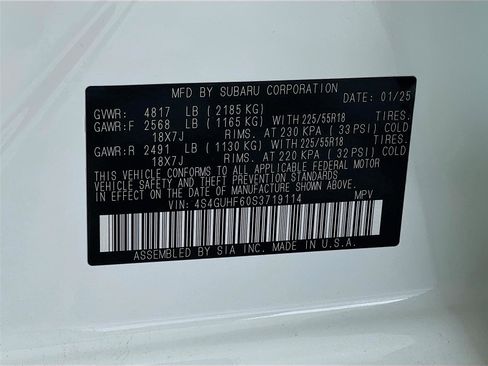 MFD BY SUBARU CORPORATION
DATE: 01/25
GVWR: 4817 LB (2185 KG)
GAWR:F 2568 LB (1165 KG) WITH 225/55R18 TIRES.
18X7J RIMS. AT 230 KPA (33 PSI) COLD
GAWR:R 2491 LB (1130 KG) WITH 225/55R18 TIRES.
18X7J RIMS. AT 220 KPA (32 PSI) COLD
THIS VEHICLE CONFORMS TO ALL APPLICABLE FEDERAL MOTOR
VEHICLE SAFETY AND THEFT PREVENTION STANDARDS
IN EFFECT ON THE DATE OF MANUFACTURE SHOWN ABOVE.
VIN: 4S4GUHF60S3719114 MPV
ASSEMBLED BY SIA INC. IN U.S.A.